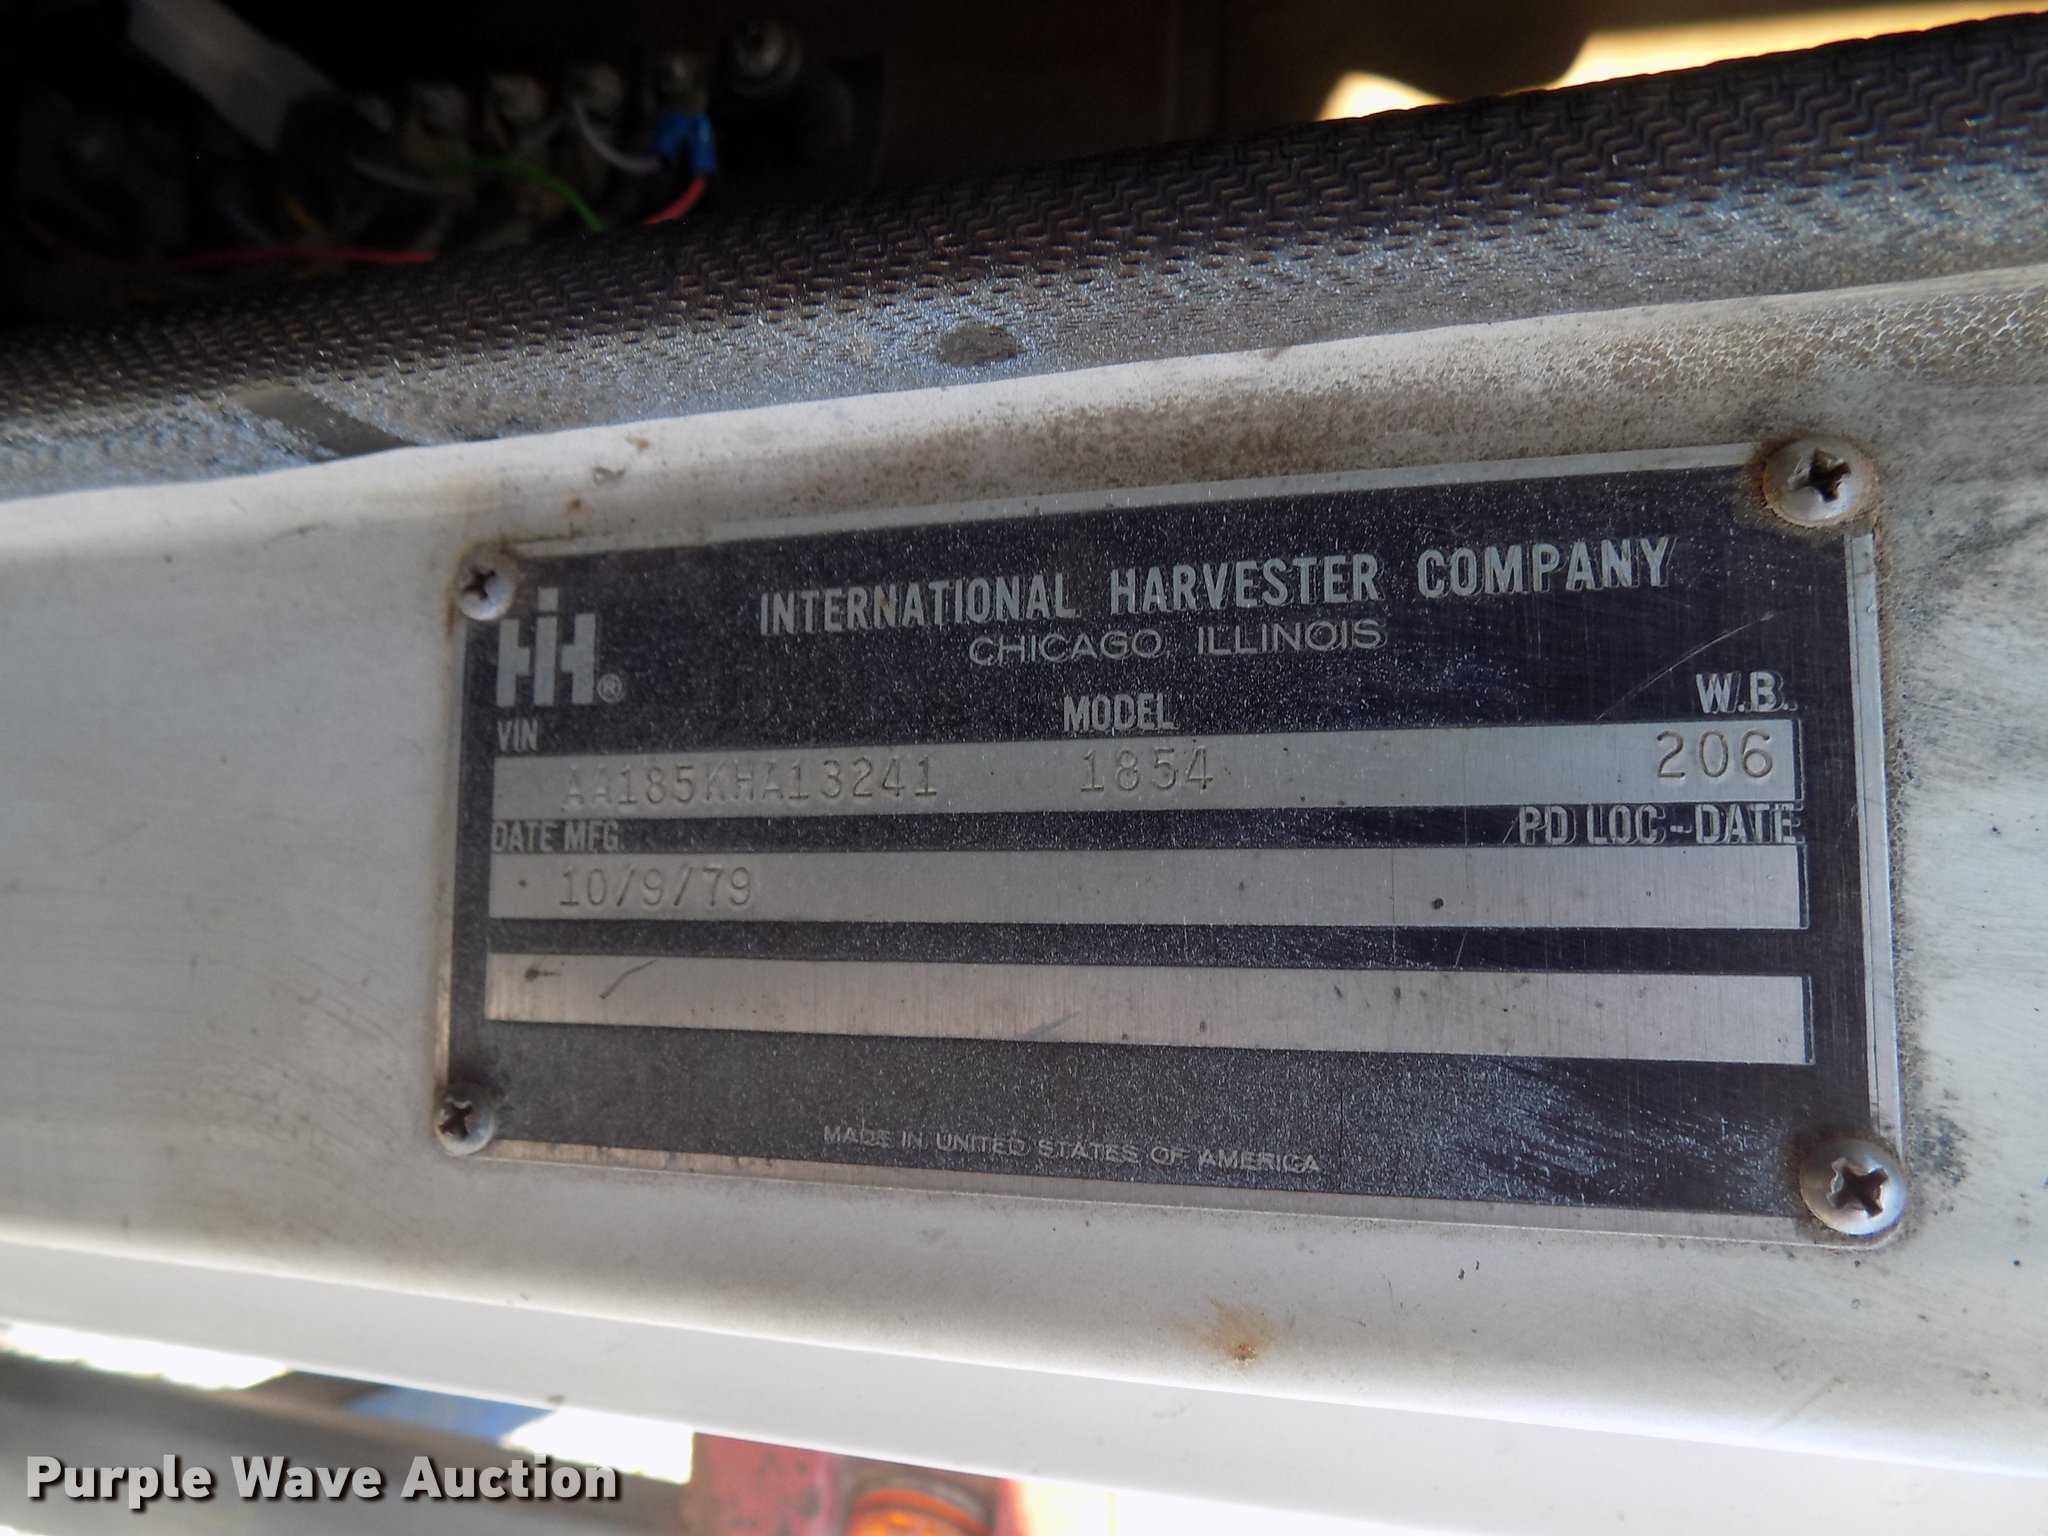 IH®
INTERNATIONAL HARVESTER COMPANY
CHICAGO, ILLINOIS
VIN MODEL W.B.
AA185KHA13241 1854 206
DATE MFG. PD LOC-DATE
10/9/79
MADE IN UNITED STATES OF AMERICA
Purple Wave Auction